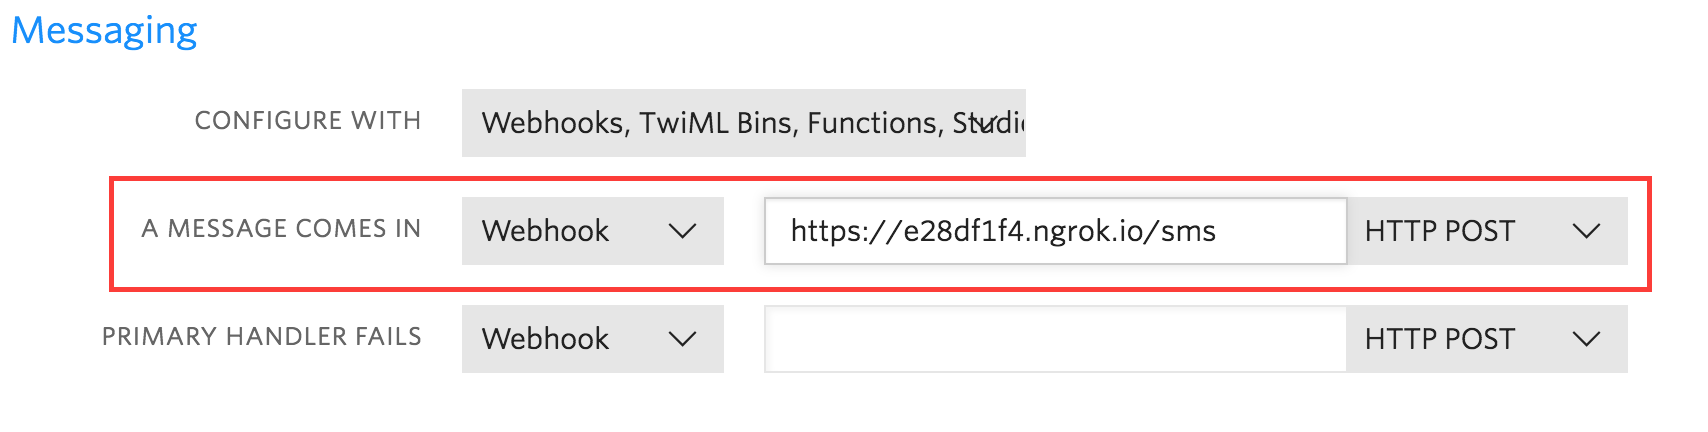 Messaging
CONFIGURE WITH Webhooks, TwiML Bins, Functions, Studio
A MESSAGE COMES IN Webhook https://e28df1f4.ngrok.io/sms HTTP POST
PRIMARY HANDLER FAILS Webhook HTTP POST